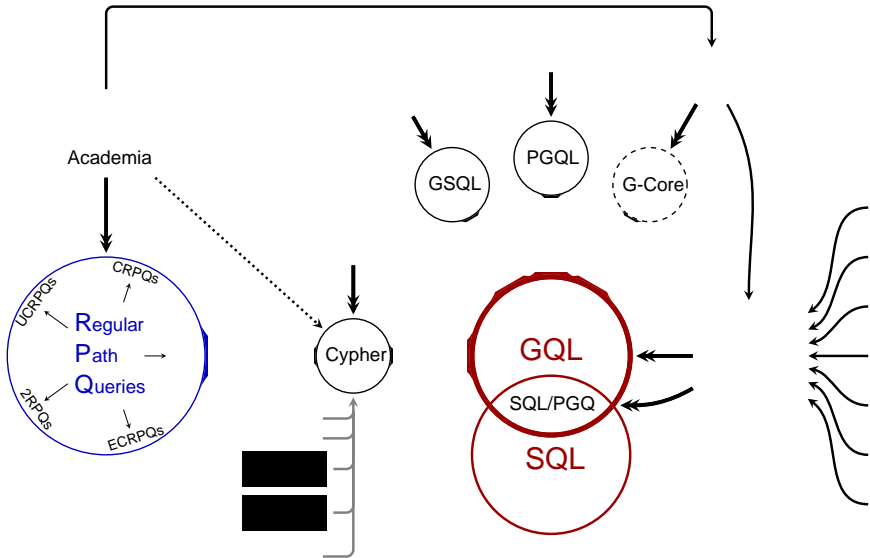 Academia
GSQL
PGQL
G-Core
CRPQs
UCRPQs
Regular
Path
Queries
2RPQs
ECRPQs
Cypher
GQL
SQL/PGQ
SQL